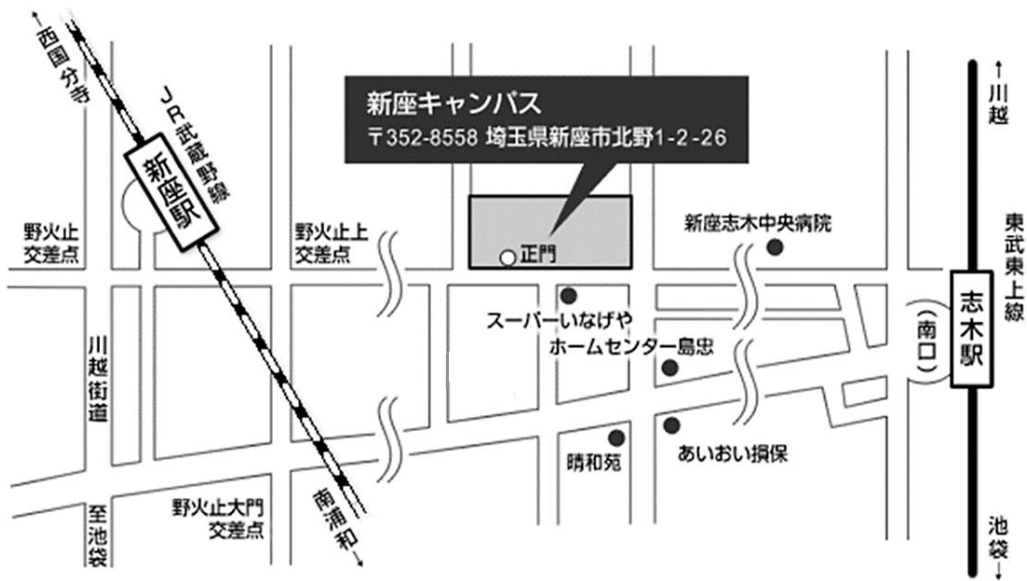 西国分寺
JR武蔵野線
新座駅
新座キャンパス
〒352-8558 埼玉県新座市北野1-2-26
川越
東武東上線
野火止
交差点
野火止上
交差点
正門
新座志木中央病院
スーパーいなげや
ホームセンター島忠
志木駅
(南口)
川越街道
晴和苑
あいおい損保
野火止大門
交差点
至池袋
南浦和
池袋